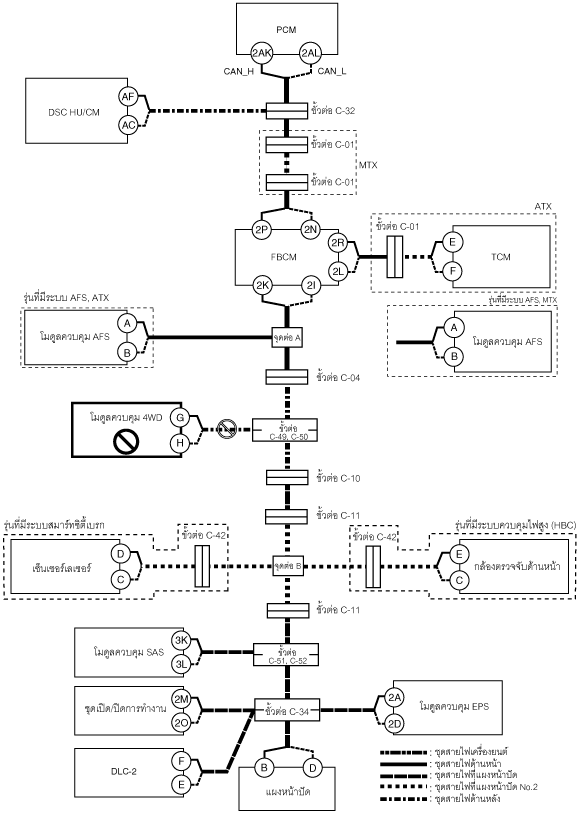 PCM
2AK
2AL
CAN_H
CAN_L
AF
DSC HU/CM
AC
ขั้วต่อ C-32
ขั้วต่อ C-01
MTX
ขั้วต่อ C-01
ATX
2P
2N
ขั้วต่อ C-01
FBCM
2R
2L
E
F
TCM
2K
2I
รุ่นที่มีระบบ AFS, ATX
รุ่นที่มีระบบ AFS, MTX
โมดูลควบคุม AFS
A
B
จุดต่อ A
A
B
โมดูลควบคุม AFS
ขั้วต่อ C-04
โมดูลควบคุม 4WD
G
H
ขั้วต่อ
C-49, C-50
ขั้วต่อ C-10
ขั้วต่อ C-11
รุ่นที่มีระบบสมาร์ทซิตี้เบรก
ขั้วต่อ C-42
ขั้วต่อ C-42
รุ่นที่มีระบบควบคุมไฟสูง (HBC)
เซ็นเซอร์เลเซอร์
D
C
จุดต่อ B
E
C
กล้องตรวจจับด้านหน้า
ขั้วต่อ C-11
โมดูลควบคุม SAS
3K
3L
ขั้วต่อ
C-51, C-52
ชุดเปิด/ปิดการทำงาน
2M
2O
ขั้วต่อ C-34
2A
2D
โมดูลควบคุม EPS
DLC-2
F
E
B
D
แผงหน้าปัด
: ชุดสายไฟเครื่องยนต์
: ชุดสายไฟด้านหน้า
: ชุดสายไฟที่แผงหน้าปัด
: ชุดสายไฟที่แผงหน้าปัด No.2
: ชุดสายไฟด้านหลัง